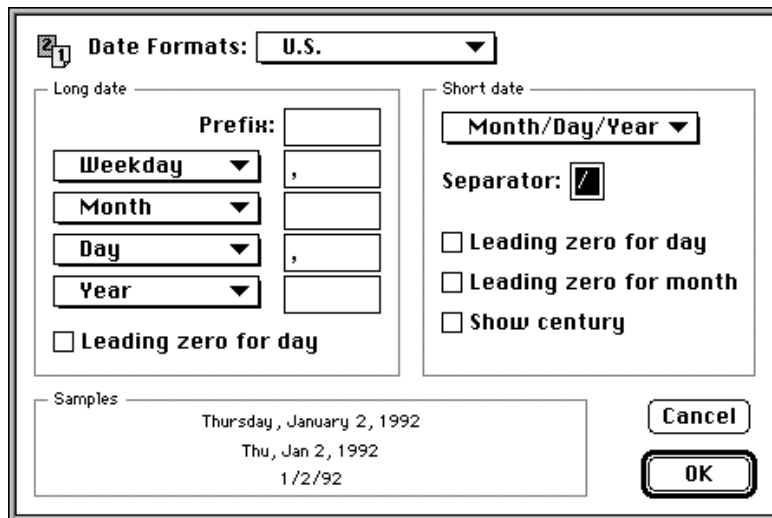 Date Formats: U.S.
Long date
Prefix:
Weekday ,
Month
Day ,
Year
Leading zero for day
Short date
Month/Day/Year
Separator: /
Leading zero for day
Leading zero for month
Show century
Samples
Thursday, January 2, 1992
Thu, Jan 2, 1992
1/2/92
Cancel
OK